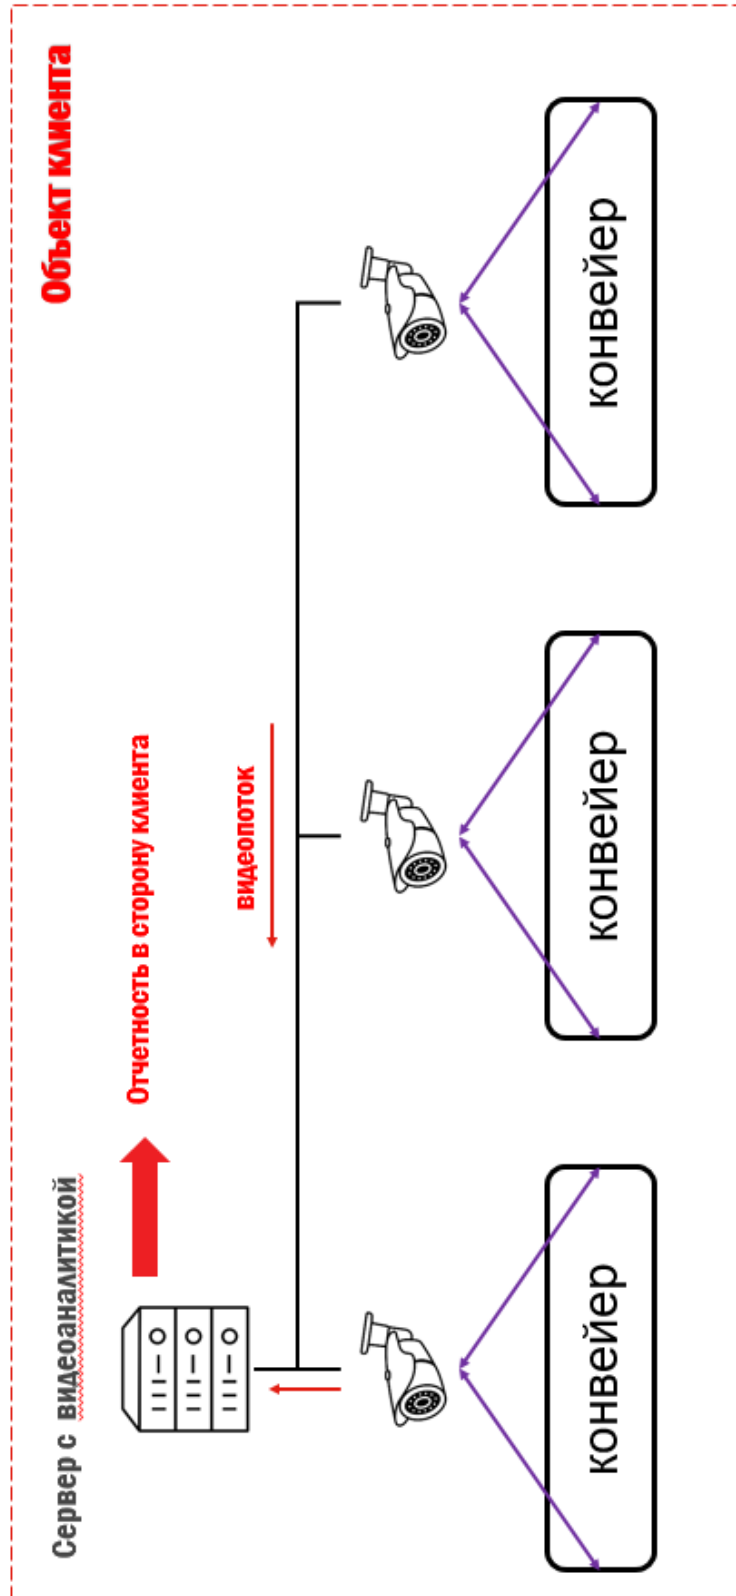 Объект клиента
Сервер с видеоаналитикой
Отчетность в сторону клиента
видеопоток
конвейер
конвейер
конвейер